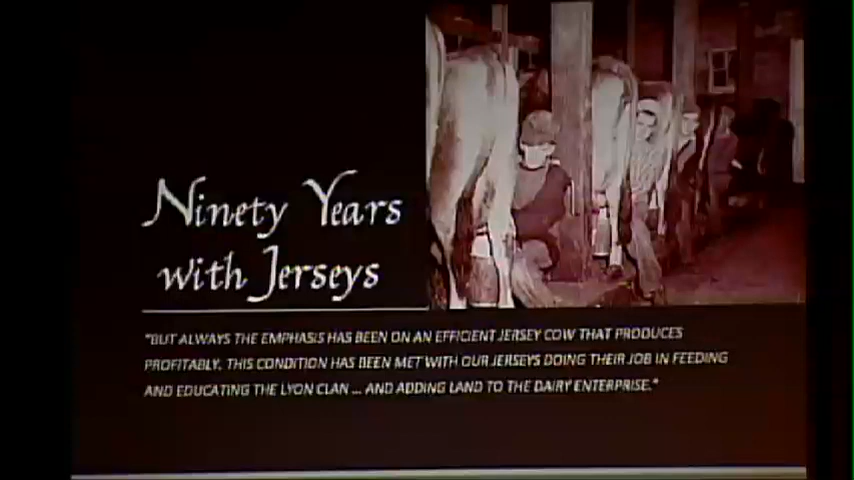 Ninety Years
with Jerseys
"BUT ALWAYS THE EMPHASIS HAS BEEN ON AN EFFICIENT JERSEY COW THAT PRODUCES
PROFITABLY. THIS CONDITION HAS BEEN MET WITH OUR JERSEYS DOING THEIR JOB IN FEEDING
AND EDUCATING THE LYON CLAN ... AND ADDING LAND TO THE DAIRY ENTERPRISE."